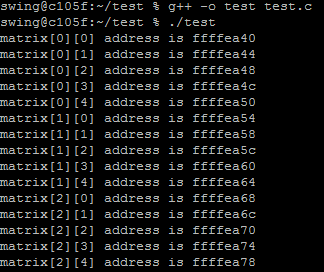 swing@c105f:~/test % g++ -o test test.c
swing@c105f:~/test % ./test
matrix[0][0] address is ffffea40
matrix[0][1] address is ffffea44
matrix[0][2] address is ffffea48
matrix[0][3] address is ffffea4c
matrix[0][4] address is ffffea50
matrix[1][0] address is ffffea54
matrix[1][1] address is ffffea58
matrix[1][2] address is ffffea5c
matrix[1][3] address is ffffea60
matrix[1][4] address is ffffea64
matrix[2][0] address is ffffea68
matrix[2][1] address is ffffea6c
matrix[2][2] address is ffffea70
matrix[2][3] address is ffffea74
matrix[2][4] address is ffffea78